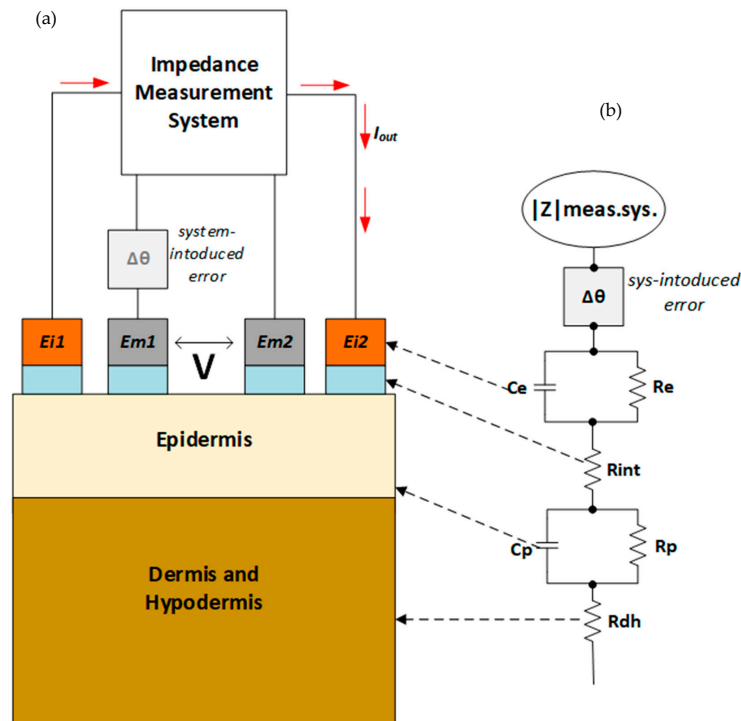 (a)
Impedance
Measurement
System
I_out
system-
intoduced
error
Δθ
Ei1
Em1
V
Em2
Ei2
Epidermis
Dermis and
Hypodermis
(b)
|Z|meas.sys.
Δθ
sys-intoduced
error
Ce
Re
Rint
Cp
Rp
Rdh